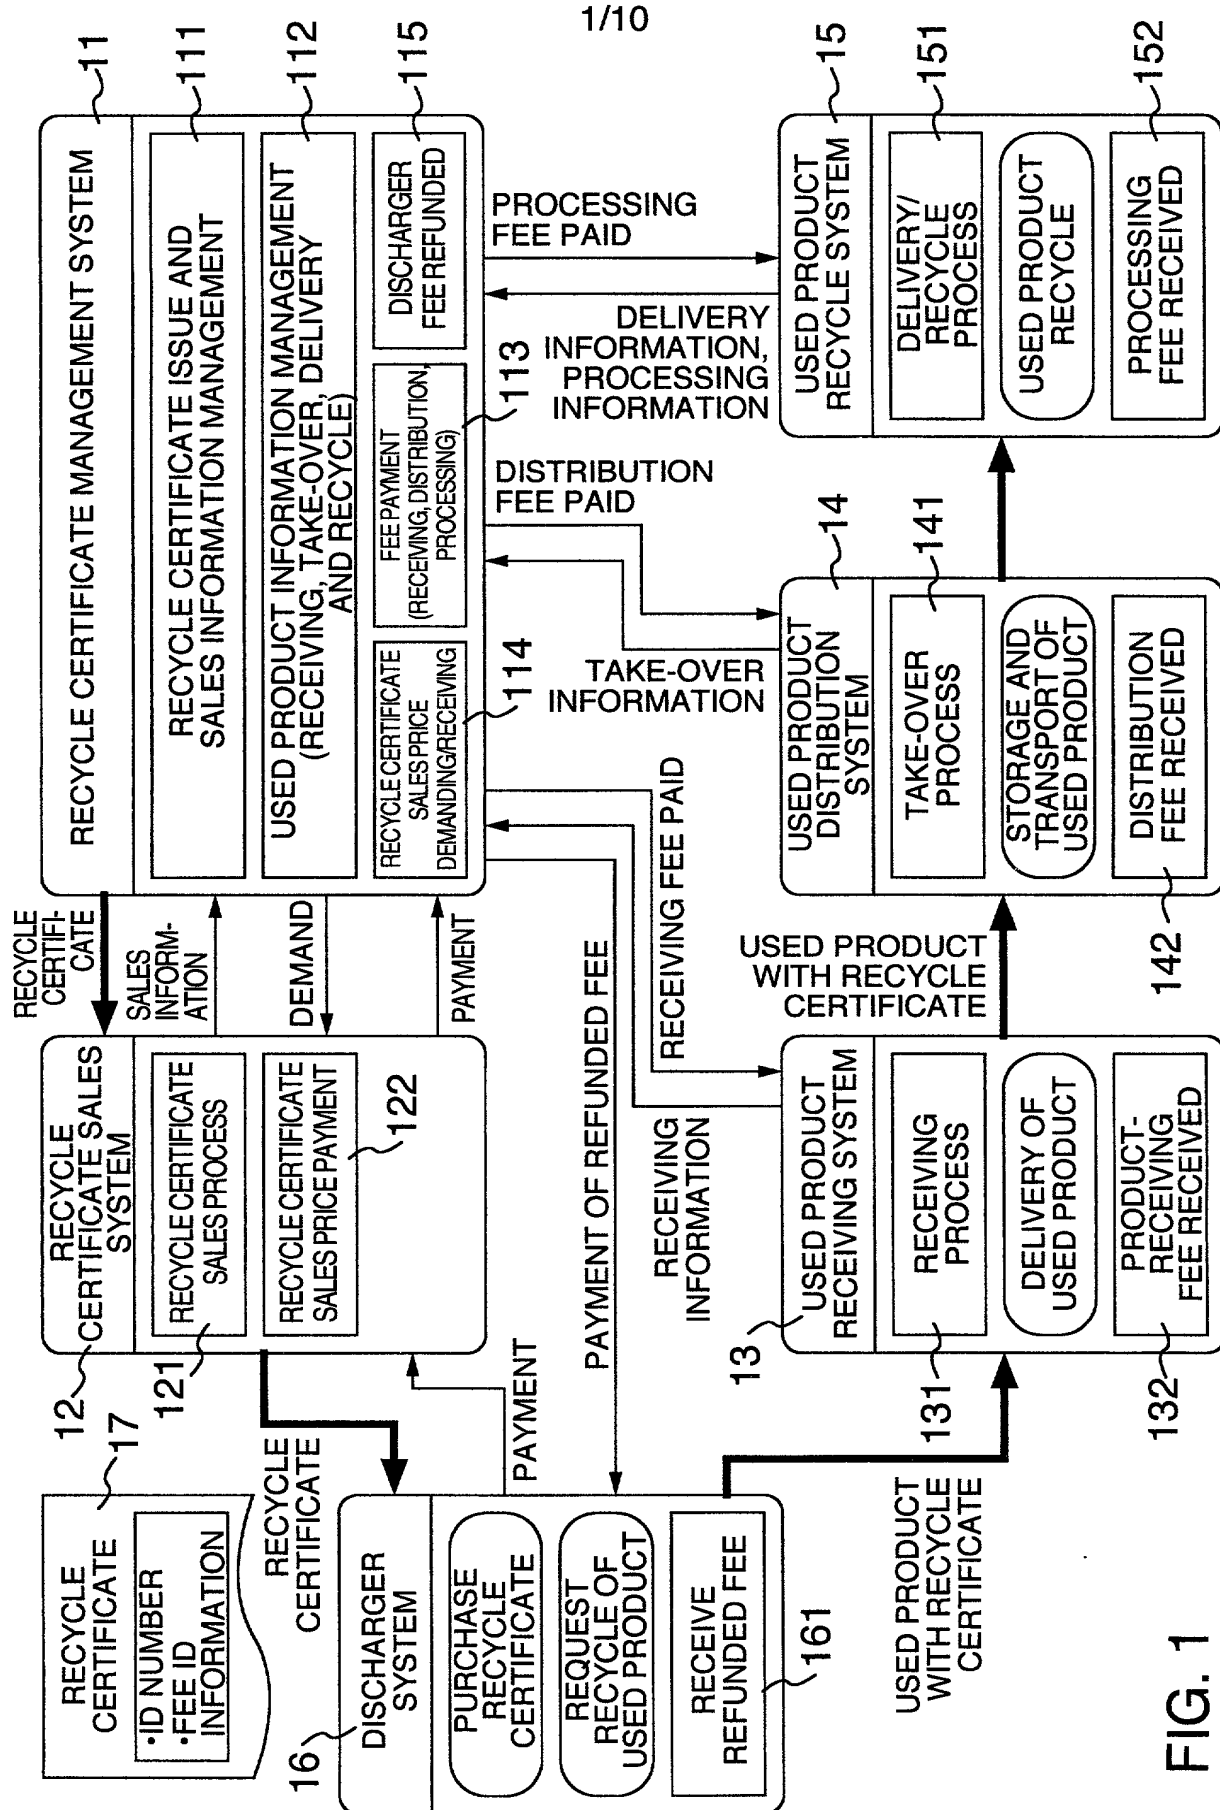 1/10
RECYCLE
CERTIFICATE
•ID NUMBER
•FEE ID
INFORMATION
17
12
RECYCLE
CERTIFICATE SALES
SYSTEM
RECYCLE CERTIFICATE
SALES PROCESS
121
RECYCLE CERTIFICATE
SALES PRICE PAYMENT
122
RECYCLE
CERTIFI-
CATE
SALES
INFORM-
ATION
DEMAND
PAYMENT
RECYCLE CERTIFICATE MANAGEMENT SYSTEM
11
RECYCLE CERTIFICATE ISSUE AND
SALES INFORMATION MANAGEMENT
111
USED PRODUCT INFORMATION MANAGEMENT
(RECEIVING, TAKE-OVER, DELIVERY
AND RECYCLE)
112
RECYCLE CERTIFICATE
SALES PRICE
DEMANDING/RECEIVING
114
FEE PAYMENT
(RECEIVING, DISTRIBUTION,
PROCESSING)
113
DISCHARGER
FEE REFUNDED
115
RECYCLE
CERTIFICATE
PAYMENT
16
DISCHARGER
SYSTEM
PURCHASE
RECYCLE
CERTIFICATE
REQUEST
RECYCLE OF
USED PRODUCT
RECEIVE
REFUNDED FEE
161
PAYMENT OF REFUNDED FEE
RECEIVING
INFORMATION
RECEIVING FEE PAID
TAKE-OVER
INFORMATION
DISTRIBUTION
FEE PAID
DELIVERY
INFORMATION,
PROCESSING
INFORMATION
PROCESSING
FEE PAID
USED PRODUCT
WITH RECYCLE
CERTIFICATE
13
USED PRODUCT
RECEIVING SYSTEM
RECEIVING
PROCESS
131
DELIVERY OF
USED PRODUCT
PRODUCT-
RECEIVING
FEE RECEIVED
132
USED PRODUCT
WITH RECYCLE
CERTIFICATE
USED PRODUCT
DISTRIBUTION
SYSTEM
14
TAKE-OVER
PROCESS
141
STORAGE AND
TRANSPORT OF
USED PRODUCT
DISTRIBUTION
FEE RECEIVED
142
USED PRODUCT
RECYCLE SYSTEM
15
DELIVERY/
RECYCLE
PROCESS
151
USED PRODUCT
RECYCLE
PROCESSING
FEE RECEIVED
152
FIG. 1